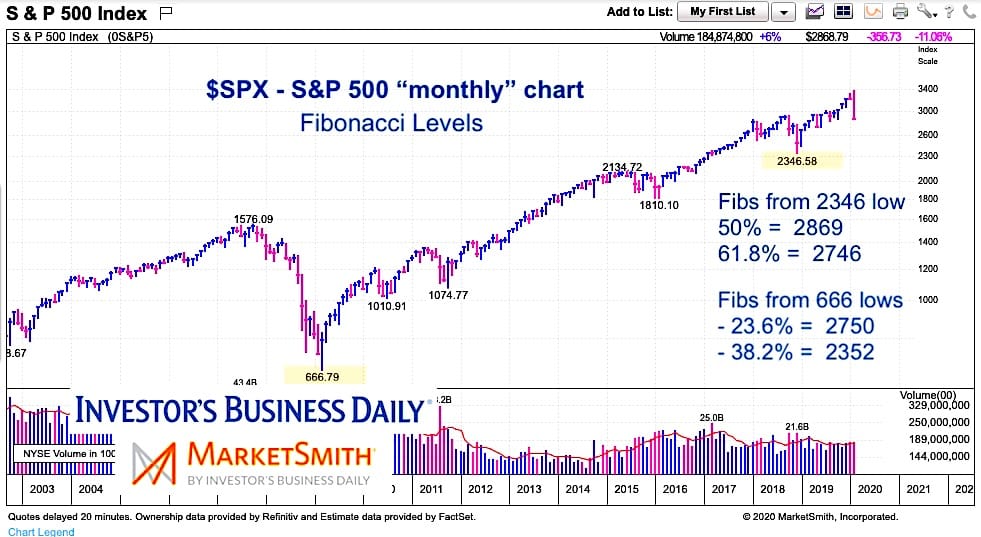 S & P 500 Index
Add to List: My First List
S & P 500 Index (0S&P5)
Volume 184,874,800 +6% $2868.79 -356.73 -11.06%
Index
Scale
$SPX - S&P 500 “monthly” chart
Fibonacci Levels
3400
3000
2600
2300
2000
1800
1600
1400
1200
1000
2346.58
2134.72
1810.10
1576.09
1074.77
1010.91
8.67
666.79
Fibs from 2346 low
50% = 2869
61.8% = 2746
Fibs from 666 lows
- 23.6% = 2750
- 38.2% = 2352
43.4B
.2B
25.0B
21.6B
Volume(00)
329,000,000
250,000,000
189,000,000
144,000,000
INVESTOR'S BUSINESS DAILY
NYSE Volume in 100
MARKETSMITH
BY INVESTOR'S BUSINESS DAILY
2003 2004 2011 2012 2013 2014 2015 2016 2017 2018 2019 2020 2021 202
Quotes delayed 20 minutes. Ownership data provided by Refinitiv and Estimate data provided by FactSet.
© 2020 MarketSmith, Incorporated.
Chart Legend